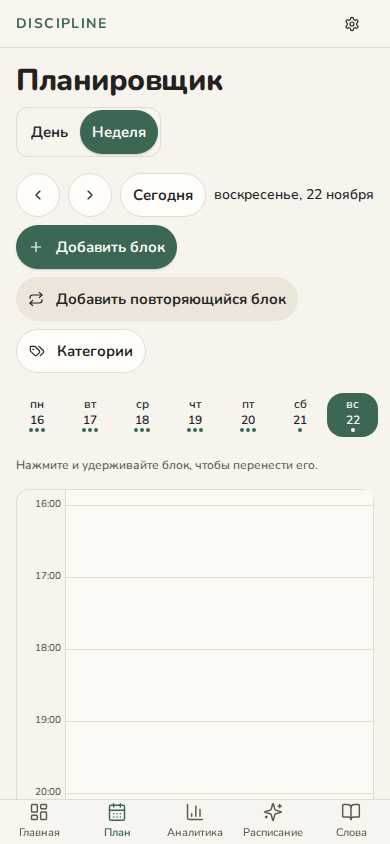 DISCIPLINE
Планировщик
День Неделя
Сегодня воскресенье, 22 ноября
Добавить блок
Добавить повторяющийся блок
Категории
пн вт ср чт пт сб вс
16 17 18 19 20 21 22
Нажмите и удерживайте блок, чтобы перенести его.
16:00
17:00
18:00
19:00
20:00
Главная План Аналитика Расписание Слова